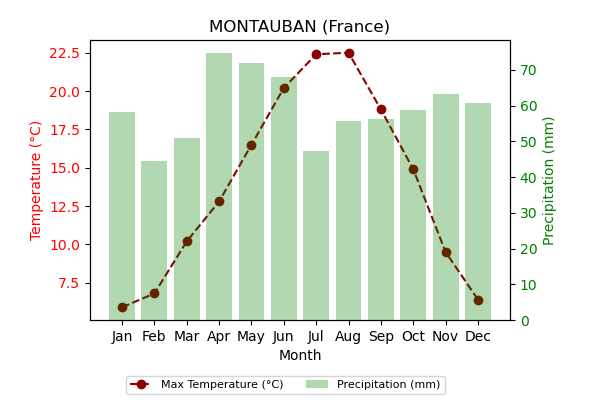 MONTAUBAN (France)
Temperature (°C)
22.5
20.0
17.5
15.0
12.5
10.0
7.5
Precipitation (mm)
70
60
50
40
30
20
10
0
Jan Feb Mar Apr May Jun Jul Aug Sep Oct Nov Dec
Month
Max Temperature (°C) Precipitation (mm)